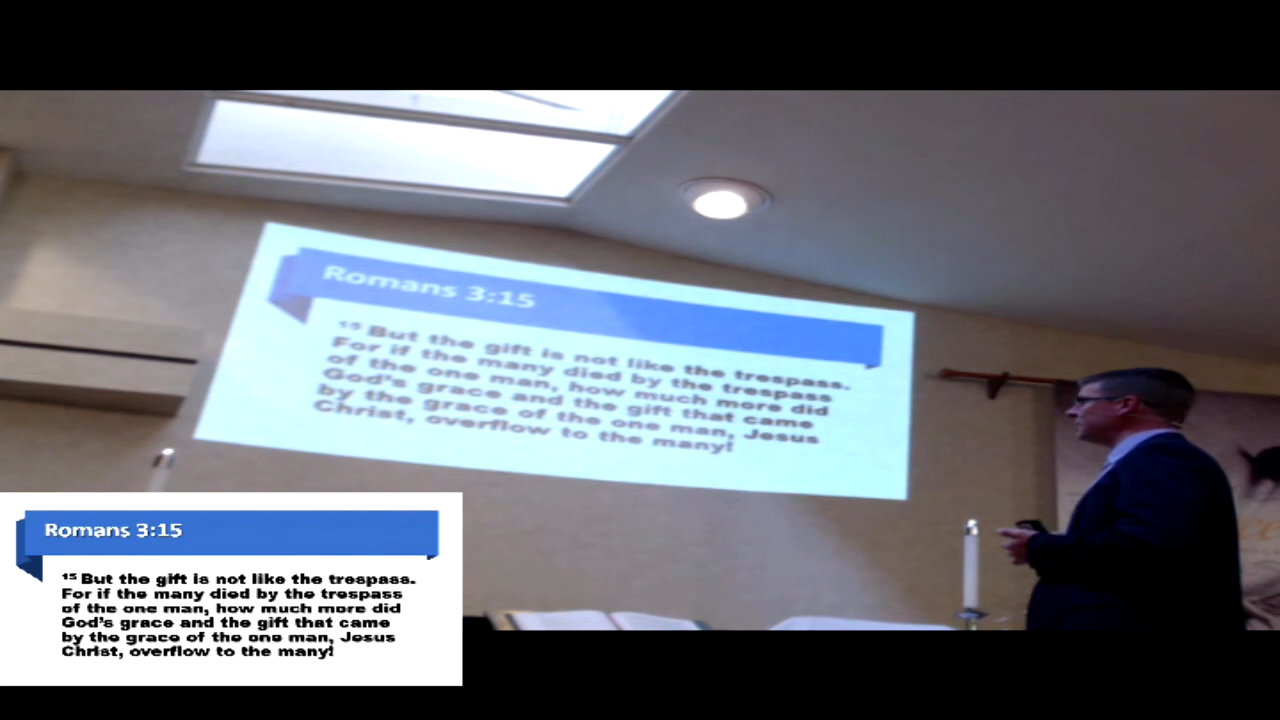 Romans 3:15
15 But the gift is not like the trespass.
For if the many died by the trespass
of the one man, how much more did
God's grace and the gift that came
by the grace of the one man, Jesus
Christ, overflow to the many!
Romans 3:15
15 But the gift is not like the trespass.
For if the many died by the trespass
of the one man, how much more did
God's grace and the gift that came
by the grace of the one man, Jesus
Christ, overflow to the many!